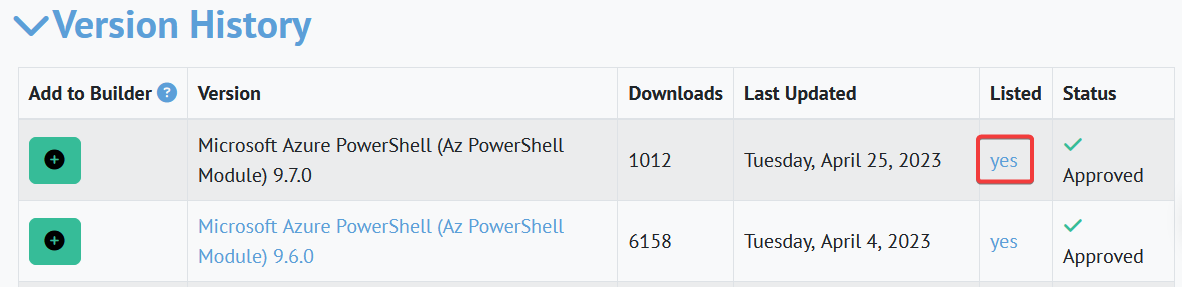 Version History
Add to Builder ? Version Downloads Last Updated Listed Status
Microsoft Azure PowerShell (Az PowerShell
Module) 9.7.0
1012 Tuesday, April 25, 2023 yes
Approved
Microsoft Azure PowerShell (Az PowerShell
Module) 9.6.0
6158 Tuesday, April 4, 2023 yes
Approved